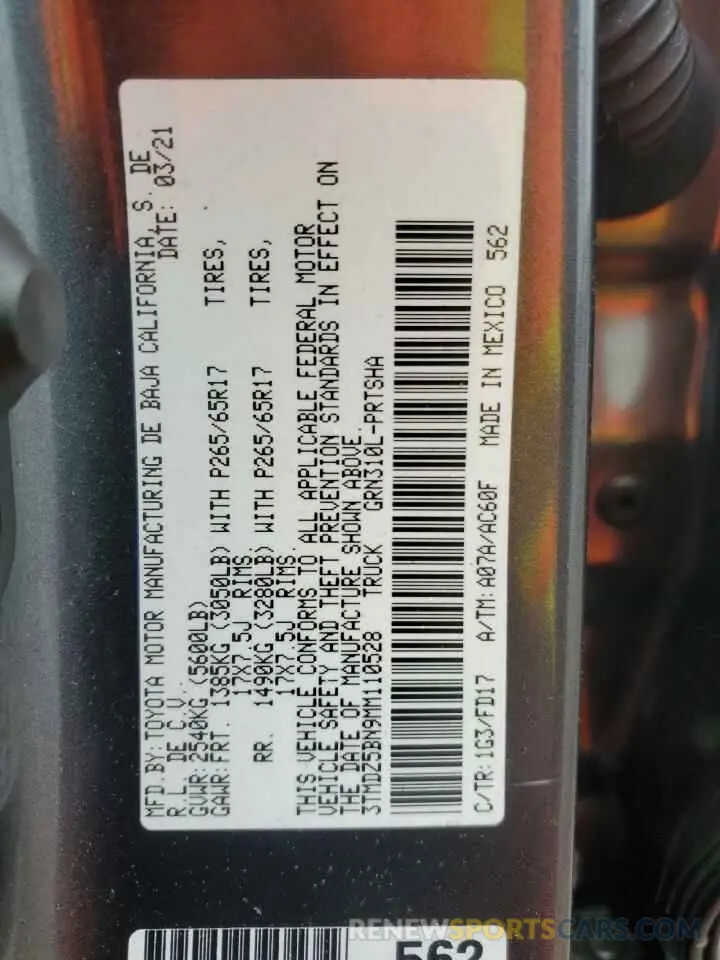 MFD.BY: TOYOTA MOTOR MANUFACTURING DE BAJA CALIFORNIA, S. DE
R.L. DE C.V. DATE: 03/21
GVWR: 2540KG (5600LB)
GAWR: FRT. 1385KG (3050LB) WITH P265/65R17 TIRES,
17X7.5J RIMS.
RR. 1490KG (3280LB) WITH P265/65R17 TIRES,
17X7.5J RIMS.
THIS VEHICLE CONFORMS TO ALL APPLICABLE FEDERAL MOTOR
VEHICLE SAFETY AND THEFT PREVENTION STANDARDS IN EFFECT ON
THE DATE OF MANUFACTURE SHOWN ABOVE.
3TMDZ5BN9MM110528 TRUCK GRN310L-PRTSHA
C/TR: 1G3/FD17 A/TM: A07A/AC60F MADE IN MEXICO 562
562
RENEWSPORTSCARS.COM